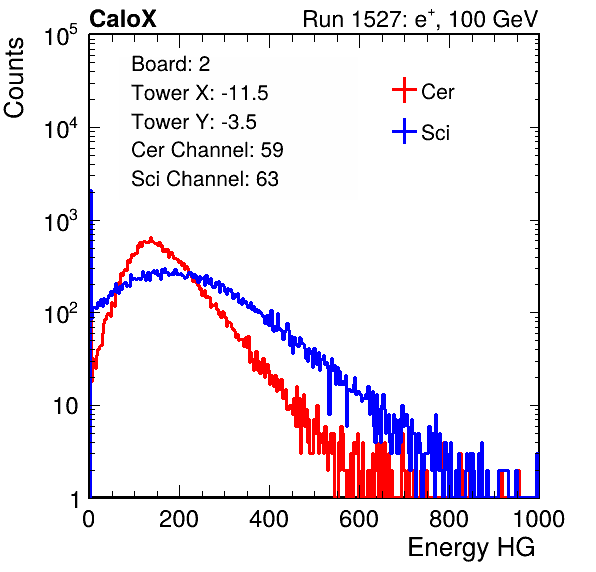 CaloX Run 1527: e⁺, 100 GeV
Counts
Board: 2
Tower X: -11.5
Tower Y: -3.5
Cer Channel: 59
Sci Channel: 63
Cer
Sci
10⁵
10⁴
10³
10²
10
1
0 200 400 600 800 1000
Energy HG